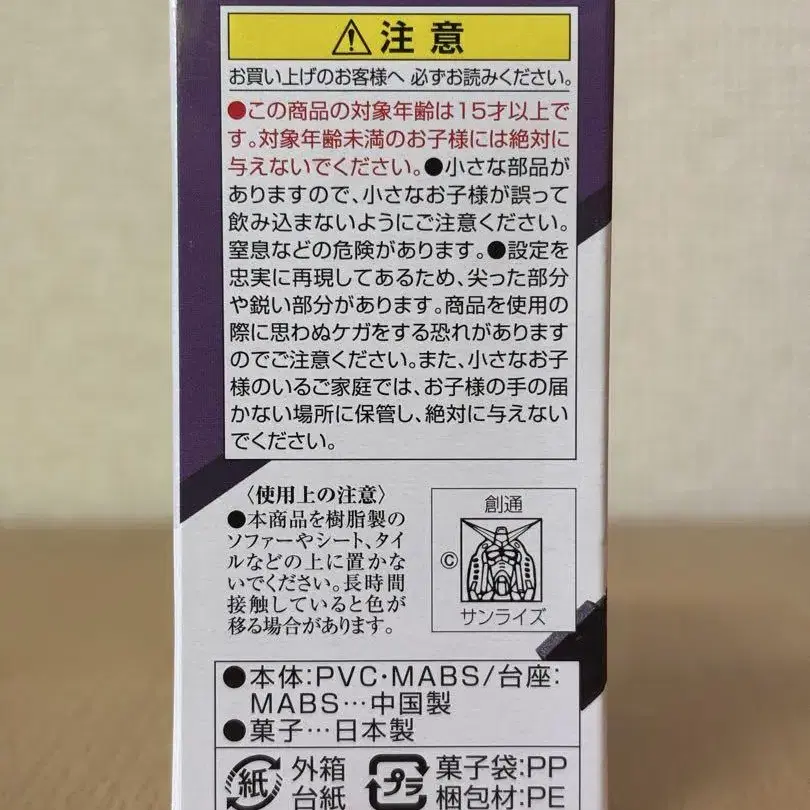 ⚠注意
お買い上げのお客様へ 必ずお読みください。
●この商品の対象年齢は15才以上で
す。対象年齢未満のお子様には絶対に
与えないでください。●小さな部品が
ありますので、小さなお子様が誤って
飲み込まないようにご注意ください。
窒息などの危険があります。●設定を
忠実に再現してあるため、尖った部分
や鋭い部分があります。商品を使用の
際に思わぬケガをする恐れがあります
のでご注意ください。また、小さなお子
様のいるご家庭では、お子様の手の届
かない場所に保管し、絶対に与えない
でください。
〈使用上の注意〉
●本商品を樹脂製の
ソファーやシート、タイ
ルなどの上に置かな
いでください。長時間
接触していると色が
移る場合があります。
創通
©
サンライズ
●本体:PVC・MABS/台座:
MABS…中国製
●菓子…日本製
紙 外箱
台紙
プラ 菓子袋:PP
梱包材:PE